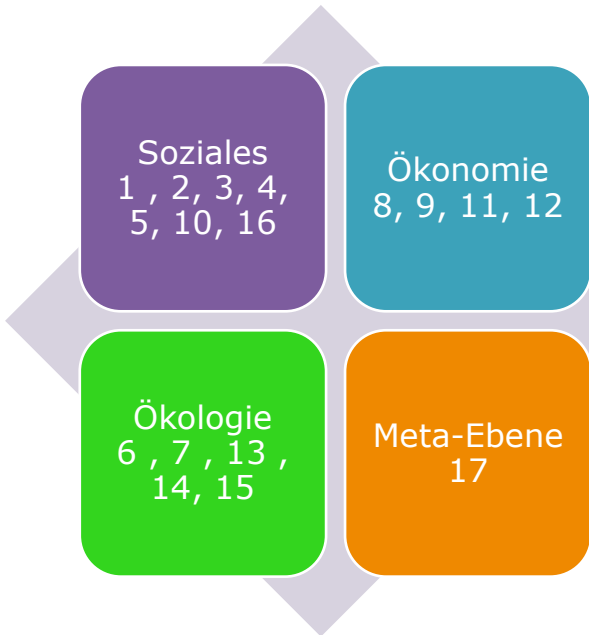 Soziales
1 , 2, 3, 4,
5, 10, 16
Ökonomie
8, 9, 11, 12
Ökologie
6 , 7 , 13 ,
14, 15
Meta-Ebene
17